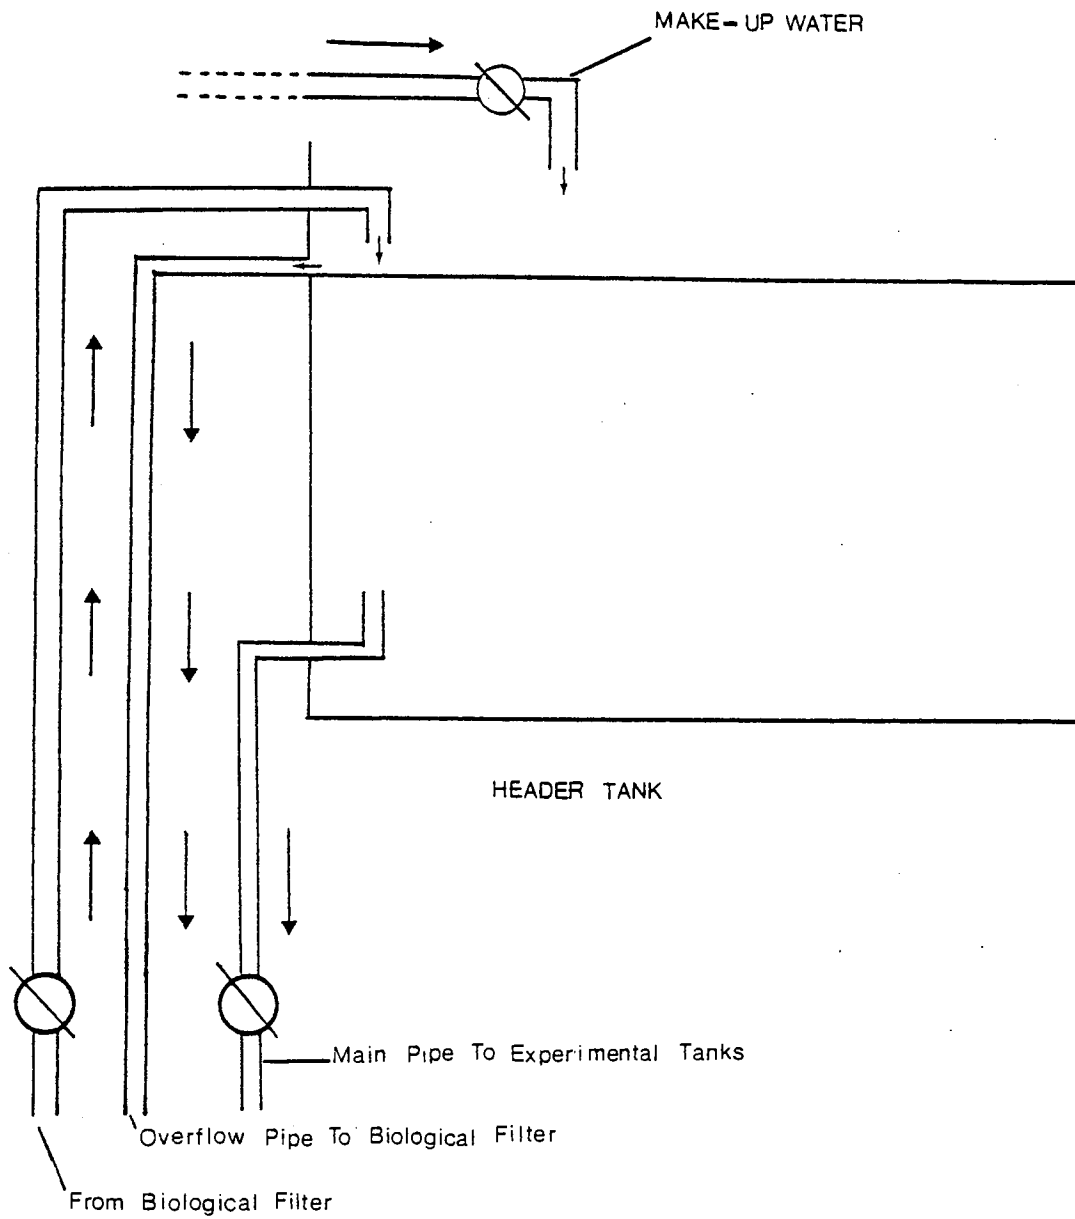 MAKE-UP WATER
HEADER TANK
Main Pipe To Experimental Tanks
Overflow Pipe To Biological Filter
From Biological Filter